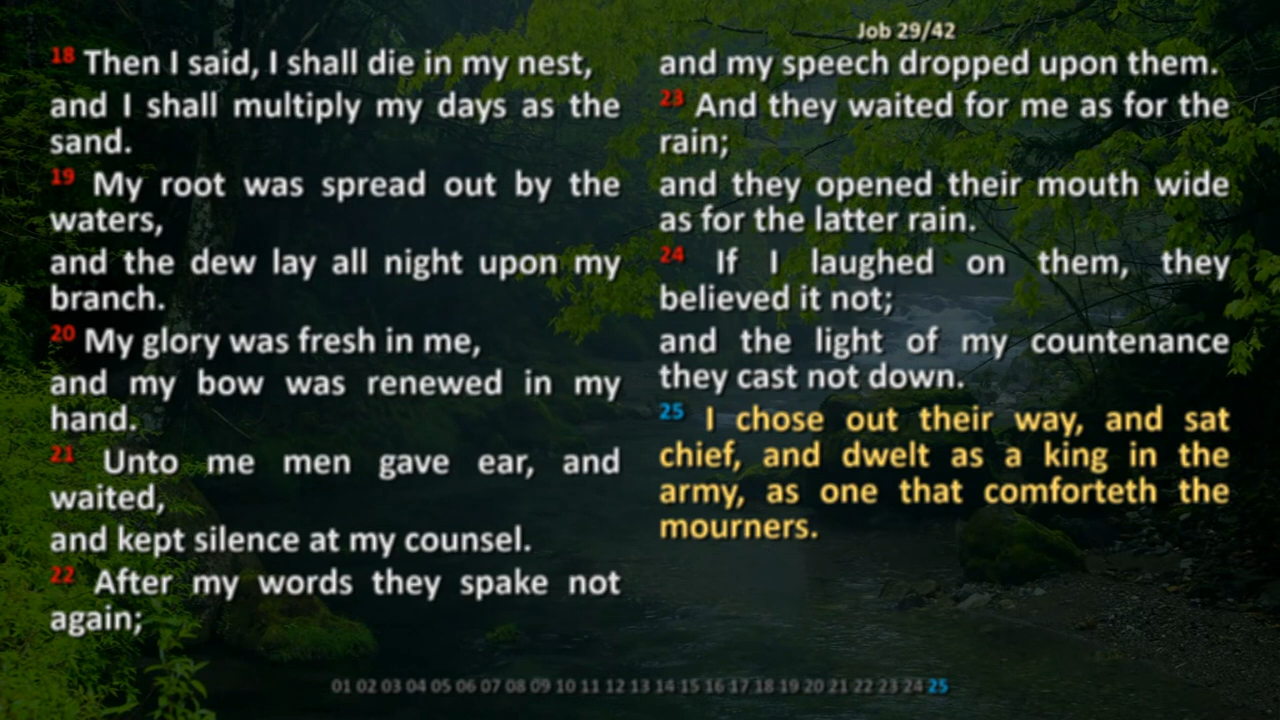 Job 29/42
18 Then I said, I shall die in my nest,
and I shall multiply my days as the
sand.
19 My root was spread out by the
waters,
and the dew lay all night upon my
branch.
20 My glory was fresh in me,
and my bow was renewed in my
hand.
21 Unto me men gave ear, and
waited,
and kept silence at my counsel.
22 After my words they spake not
again;
and my speech dropped upon them.
23 And they waited for me as for the
rain;
and they opened their mouth wide
as for the latter rain.
24 If I laughed on them, they
believed it not;
and the light of my countenance
they cast not down.
25 I chose out their way, and sat
chief, and dwelt as a king in the
army, as one that comforteth the
mourners.
01 02 03 04 05 06 07 08 09 10 11 12 13 14 15 16 17 18 19 20 21 22 23 24 25